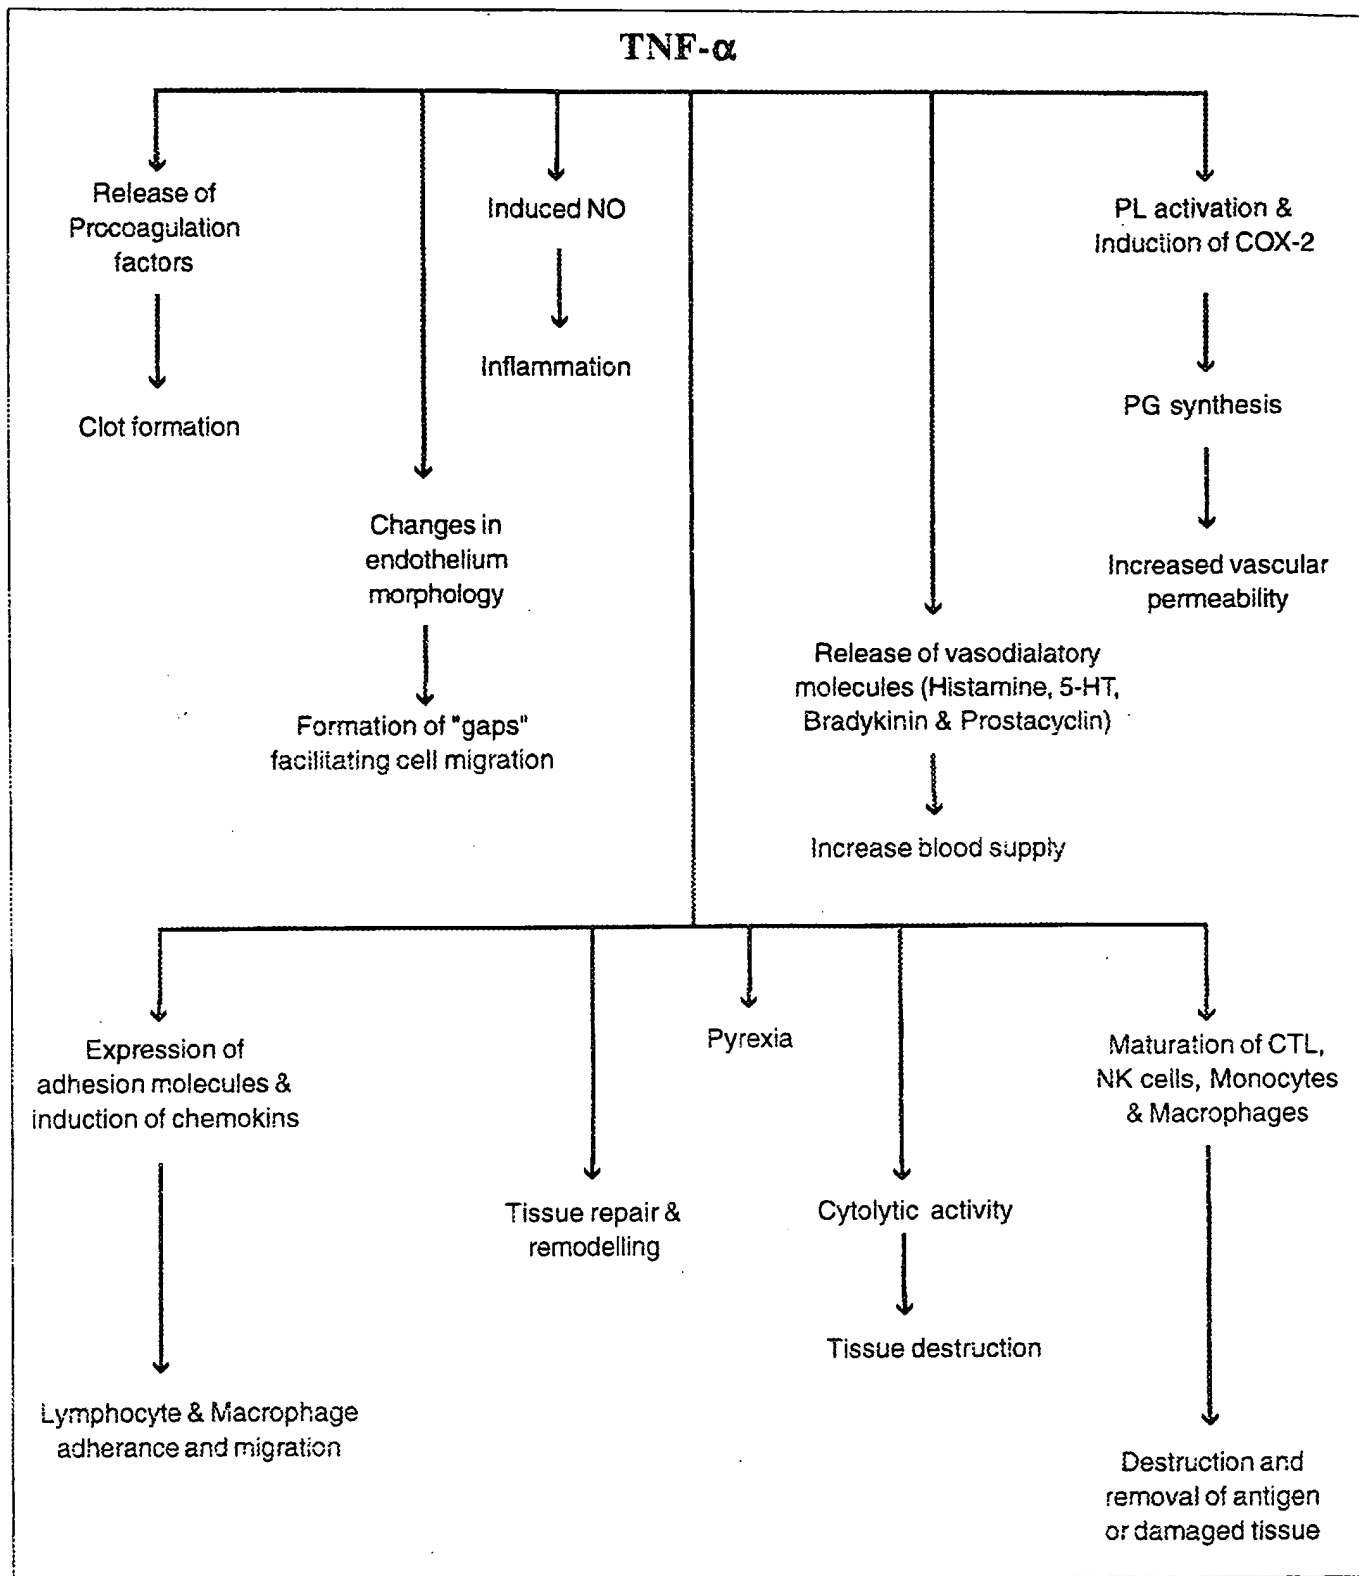 TNF-α
Release of
Procoagulation
factors
Clot formation
Changes in
endothelium
morphology
Formation of "gaps"
facilitating cell migration
Induced NO
Inflammation
Release of vasodialatory
molecules (Histamine, 5-HT,
Bradykinin & Prostacyclin)
Increase blood supply
PL activation &
Induction of COX-2
PG synthesis
Increased vascular
permeability
Expression of
adhesion molecules &
induction of chemokins
Lymphocyte & Macrophage
adherance and migration
Tissue repair &
remodelling
Pyrexia
Cytolytic activity
Tissue destruction
Maturation of CTL,
NK cells, Monocytes
& Macrophages
Destruction and
removal of antigen
or damaged tissue